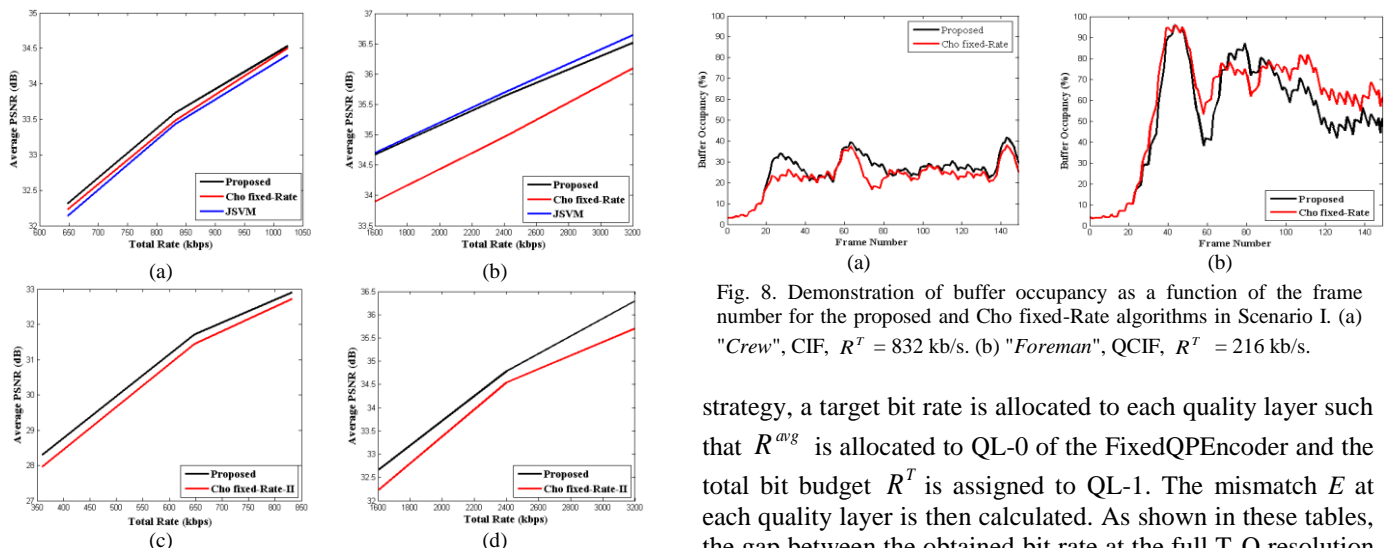 35
34.5
34
33.5
33
32.5
32
600 650 700 750 800 850 900 950 1000 1050
Average PSNR (dB)
Total Rate (kbps)
Proposed
Cho fixed-Rate
JSVM
(a)
37
36.5
36
35.5
35
34.5
34
33.5
1600 1800 2000 2200 2400 2600 2800 3000 3200
Average PSNR (dB)
Total Rate (kbps)
Proposed
Cho fixed-Rate
JSVM
(b)
33
32
31
30
29
28
27
400 450 500 550 600 650 700 750 800 850
Average PSNR (dB)
Total Rate (kbps)
Proposed
Cho fixed-Rate-II
(c)
36.5
36
35.5
35
34.5
34
33.5
33
32.5
32
1600 1800 2000 2200 2400 2600 2800 3000 3200
Average PSNR (dB)
Total Rate (kbps)
Proposed
Cho fixed-Rate-II
(d)
100
90
80
70
60
50
40
30
20
10
0
0 20 40 60 80 100 120 140
Buffer Occupancy (%)
Frame Number
Proposed
Cho fixed-Rate
(a)
100
90
80
70
60
50
40
30
20
10
0
0 20 40 60 80 100 120 140
Buffer Occupancy (%)
Frame Number
Proposed
Cho fixed-Rate
(b)
Fig. 8. Demonstration of buffer occupancy as a function of the frame
number for the proposed and Cho fixed-Rate algorithms in Scenario I. (a)
"Crew", CIF, R^T = 832 kb/s. (b) "Foreman", QCIF, R^T = 216 kb/s.
strategy, a target bit rate is allocated to each quality layer such
that R^avg is allocated to QL-0 of the FixedQPEncoder and the
total bit budget R^T is assigned to QL-1. The mismatch E at
each quality layer is then calculated. As shown in these tables,
the gap between the obtained bit rate at the full T-Q resolution